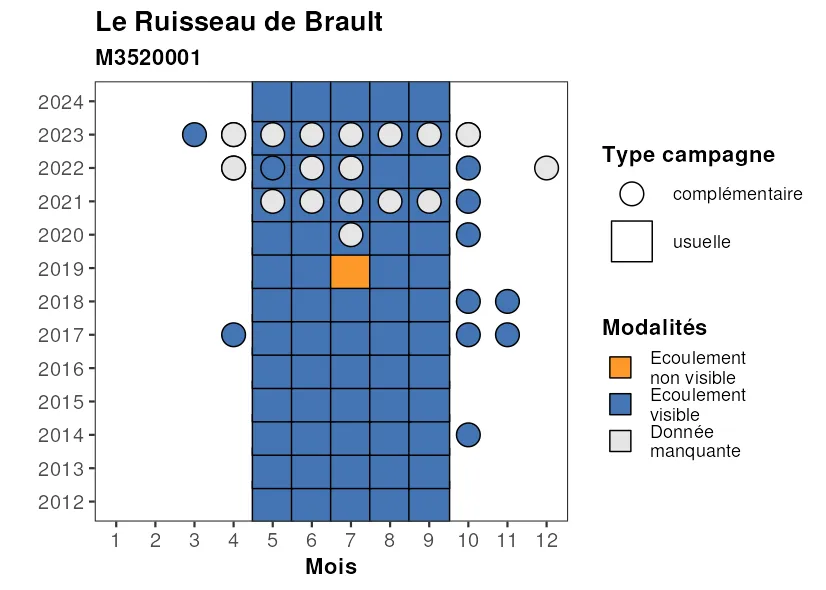 Le Ruisseau de Brault
M3520001
2024
2023
2022
2021
2020
2019
2018
2017
2016
2015
2014
2013
2012
1 2 3 4 5 6 7 8 9 10 11 12
Mois
Type campagne
complémentaire
usuelle
Modalités
Ecoulement
non visible
Ecoulement
visible
Donnée
manquante